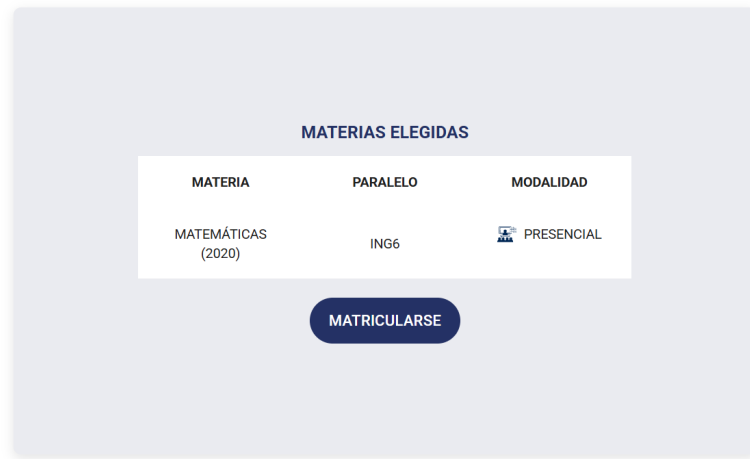 MATERIAS ELEGIDAS
MATERIA PARALELO MODALIDAD
MATEMÁTICAS
(2020)
ING6
PRESENCIAL
MATRICULARSE